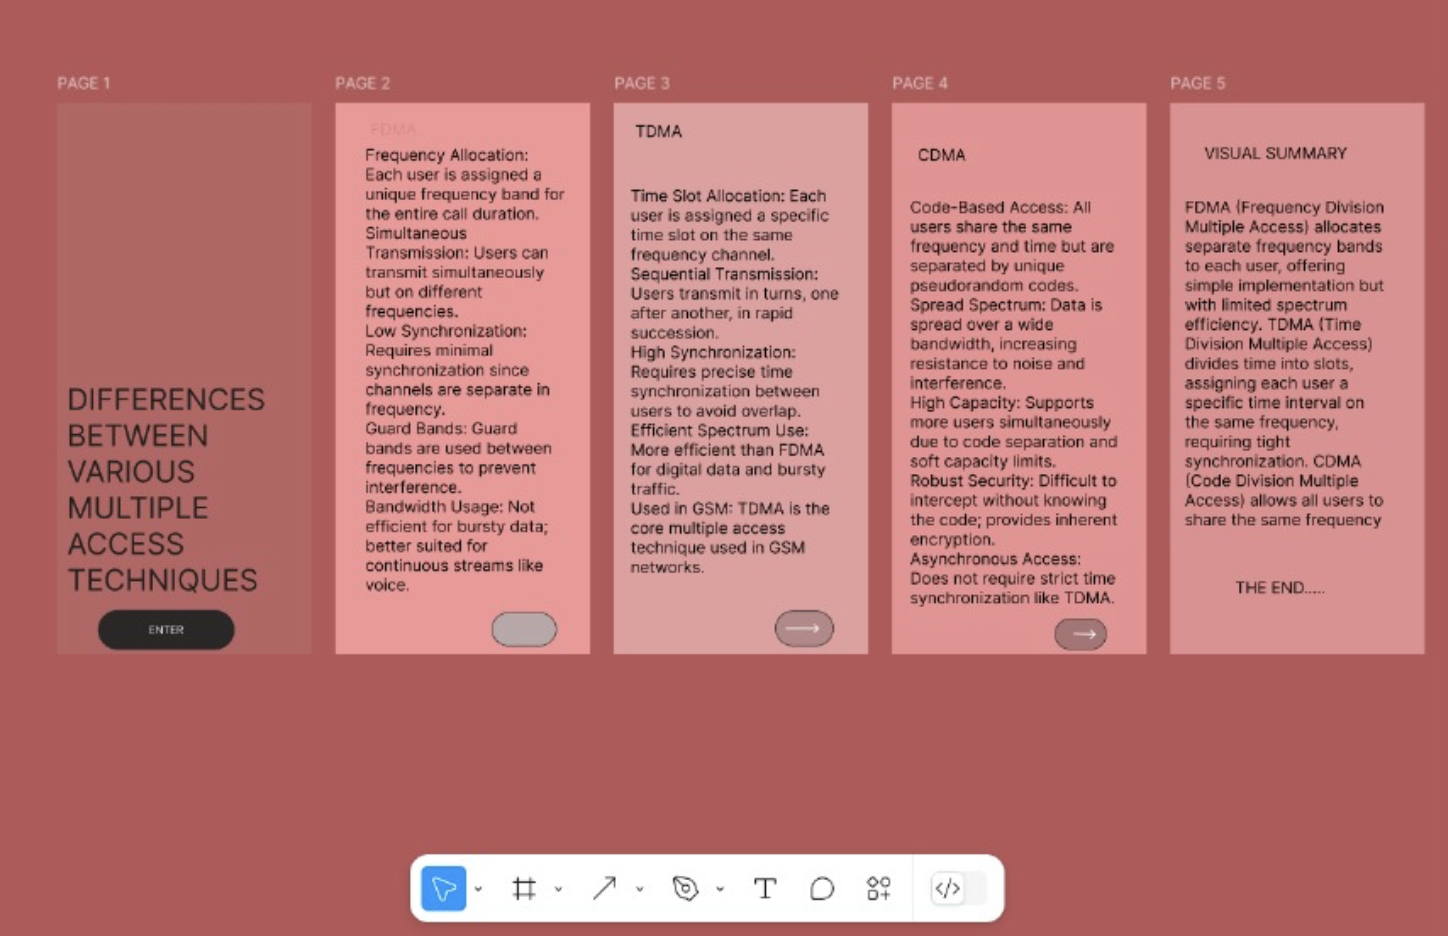 PAGE 1
DIFFERENCES
BETWEEN
VARIOUS
MULTIPLE
ACCESS
TECHNIQUES
ENTER
PAGE 2
FDMA
Frequency Allocation:
Each user is assigned a
unique frequency band for
the entire call duration.
Simultaneous
Transmission: Users can
transmit simultaneously
but on different
frequencies.
Low Synchronization:
Requires minimal
synchronization since
channels are separate in
frequency.
Guard Bands: Guard
bands are used between
frequencies to prevent
interference.
Bandwidth Usage: Not
efficient for bursty data;
better suited for
continuous streams like
voice.
PAGE 3
TDMA
Time Slot Allocation: Each
user is assigned a specific
time slot on the same
frequency channel.
Sequential Transmission:
Users transmit in turns, one
after another, in rapid
succession.
High Synchronization:
Requires precise time
synchronization between
users to avoid overlap.
Efficient Spectrum Use:
More efficient than FDMA
for digital data and bursty
traffic.
Used in GSM: TDMA is the
core multiple access
technique used in GSM
networks.
PAGE 4
CDMA
Code-Based Access: All
users share the same
frequency and time but are
separated by unique
pseudorandom codes.
Spread Spectrum: Data is
spread over a wide
bandwidth, increasing
resistance to noise and
interference.
High Capacity: Supports
more users simultaneously
due to code separation and
soft capacity limits.
Robust Security: Difficult to
intercept without knowing
the code; provides inherent
encryption.
Asynchronous Access:
Does not require strict time
synchronization like TDMA.
PAGE 5
VISUAL SUMMARY
FDMA (Frequency Division
Multiple Access) allocates
separate frequency bands
to each user, offering
simple implementation but
with limited spectrum
efficiency. TDMA (Time
Division Multiple Access)
divides time into slots,
assigning each user a
specific time interval on
the same frequency,
requiring tight
synchronization. CDMA
(Code Division Multiple
Access) allows all users to
share the same frequency
THE END.....